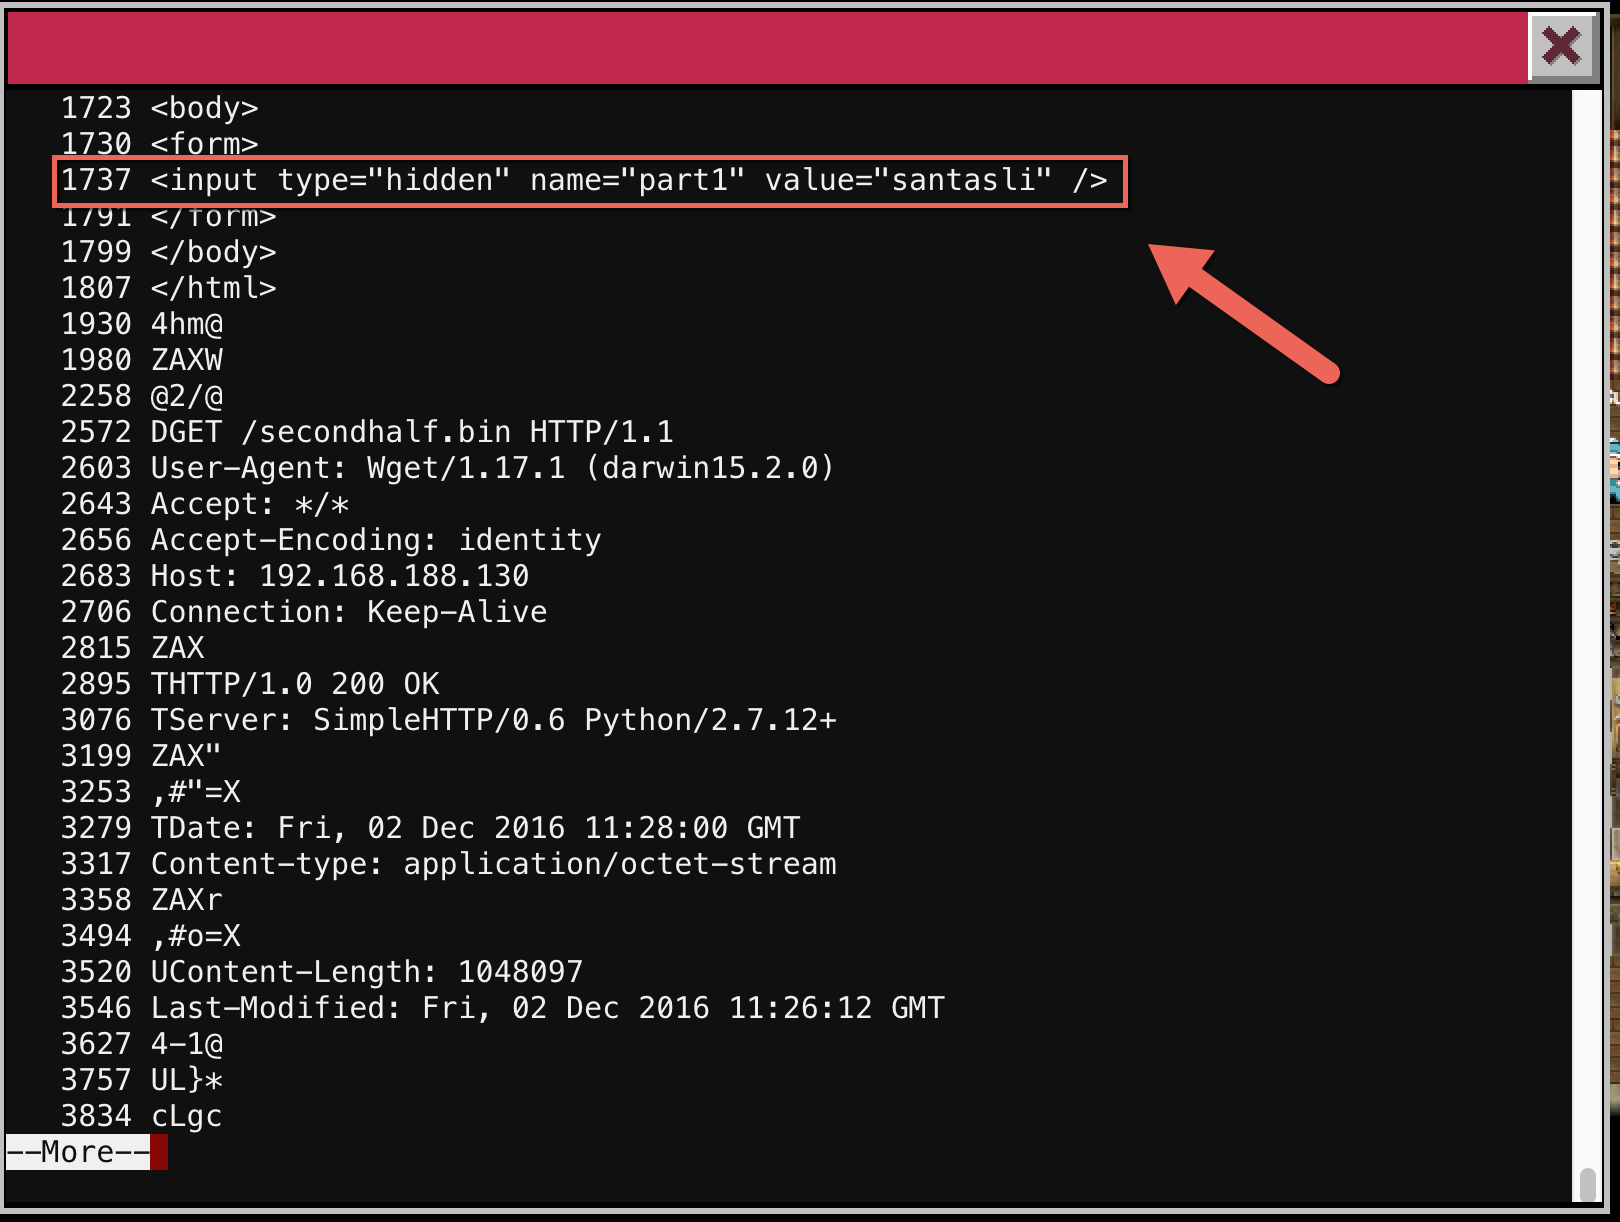 1723 <body>
1730 <form>
1737 <input type="hidden" name="part1" value="santasli" />
1791 </form>
1799 </body>
1807 </html>
1930 4hm@
1980 ZAXW
2258 @2/@
2572 DGET /secondhalf.bin HTTP/1.1
2603 User-Agent: Wget/1.17.1 (darwin15.2.0)
2643 Accept: */*
2656 Accept-Encoding: identity
2683 Host: 192.168.188.130
2706 Connection: Keep-Alive
2815 ZAX
2895 THTTP/1.0 200 OK
3076 TServer: SimpleHTTP/0.6 Python/2.7.12+
3199 ZAX"
3253 ,#"=X
3279 TDate: Fri, 02 Dec 2016 11:28:00 GMT
3317 Content-type: application/octet-stream
3358 ZAXr
3494 ,#o=X
3520 UContent-Length: 1048097
3546 Last-Modified: Fri, 02 Dec 2016 11:26:12 GMT
3627 4-1@
3757 UL}*
3834 cLgc
--More--